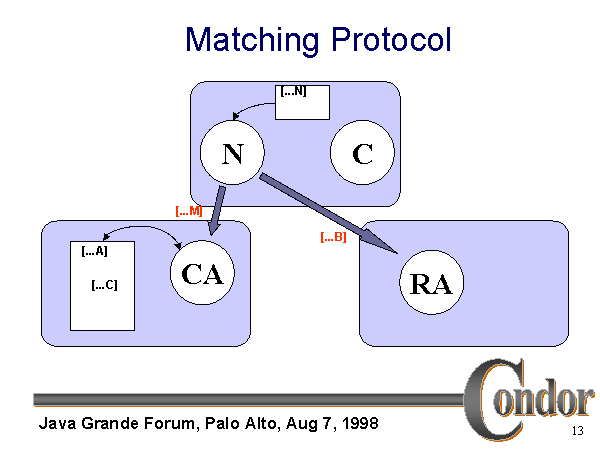 Matching Protocol
[...N]
N
C
[...M]
[...B]
[...A]
[...C]
CA
RA
Condor
Java Grande Forum, Palo Alto, Aug 7, 1998
13